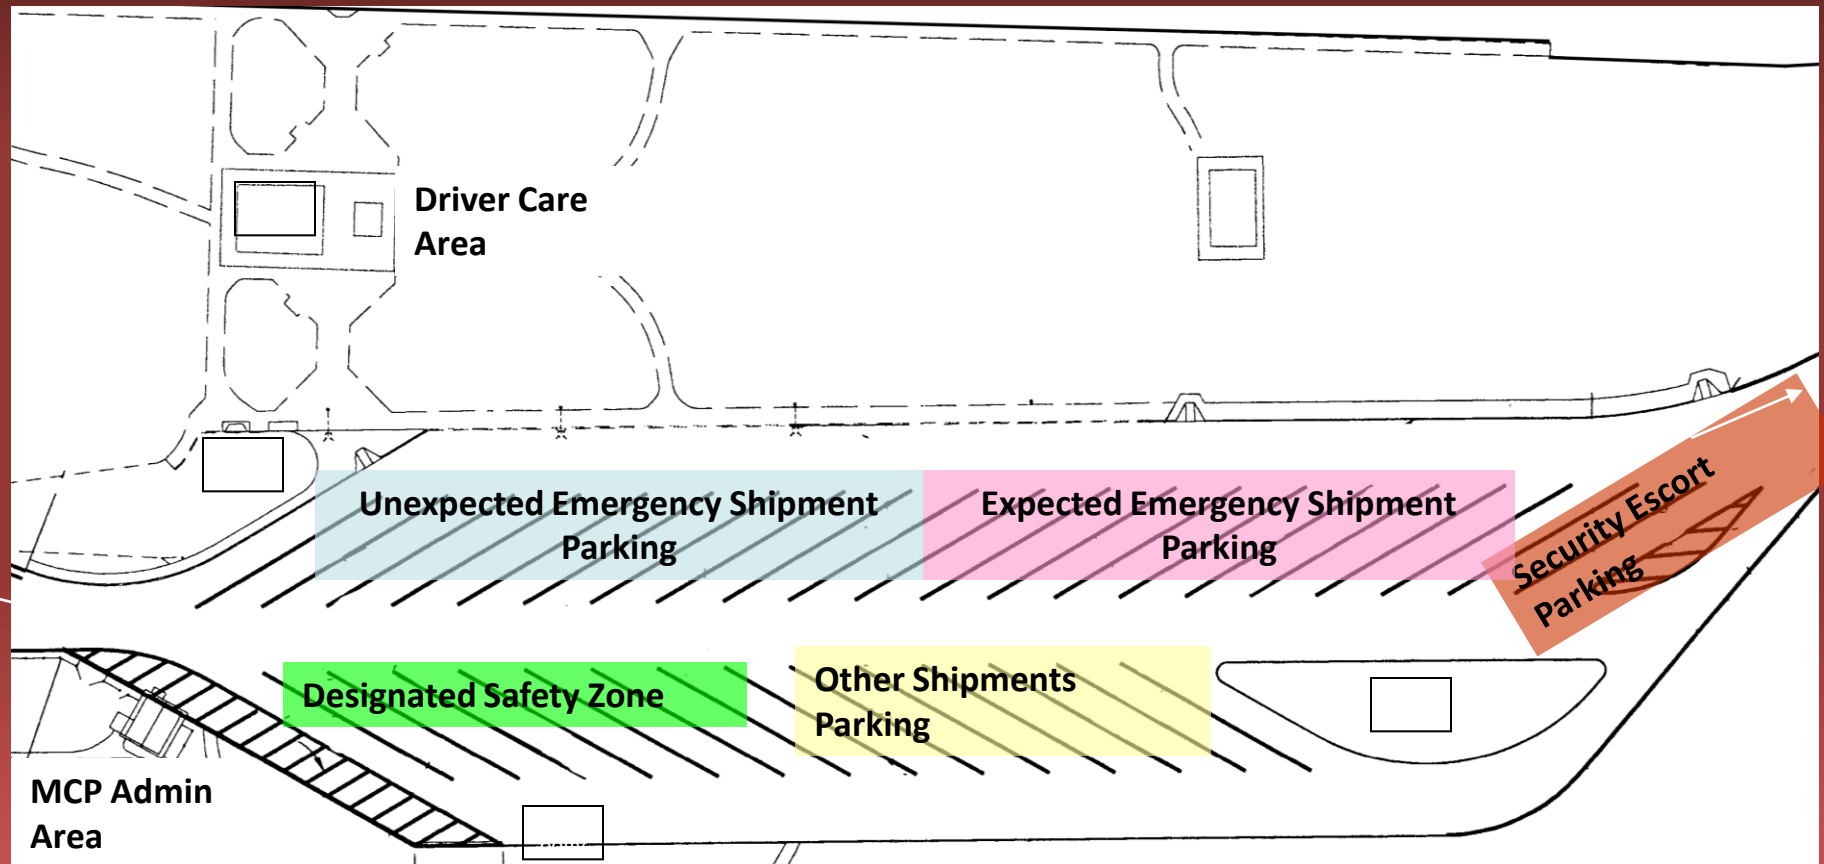 Driver Care
Area
Unexpected Emergency Shipment
Parking
Expected Emergency Shipment
Parking
Security Escort
Parking
Designated Safety Zone
Other Shipments
Parking
MCP Admin
Area